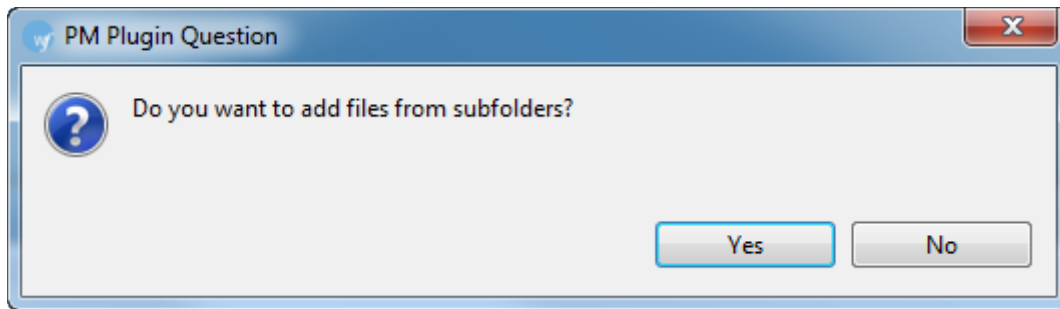 PM Plugin Question
Do you want to add files from subfolders?
Yes
No